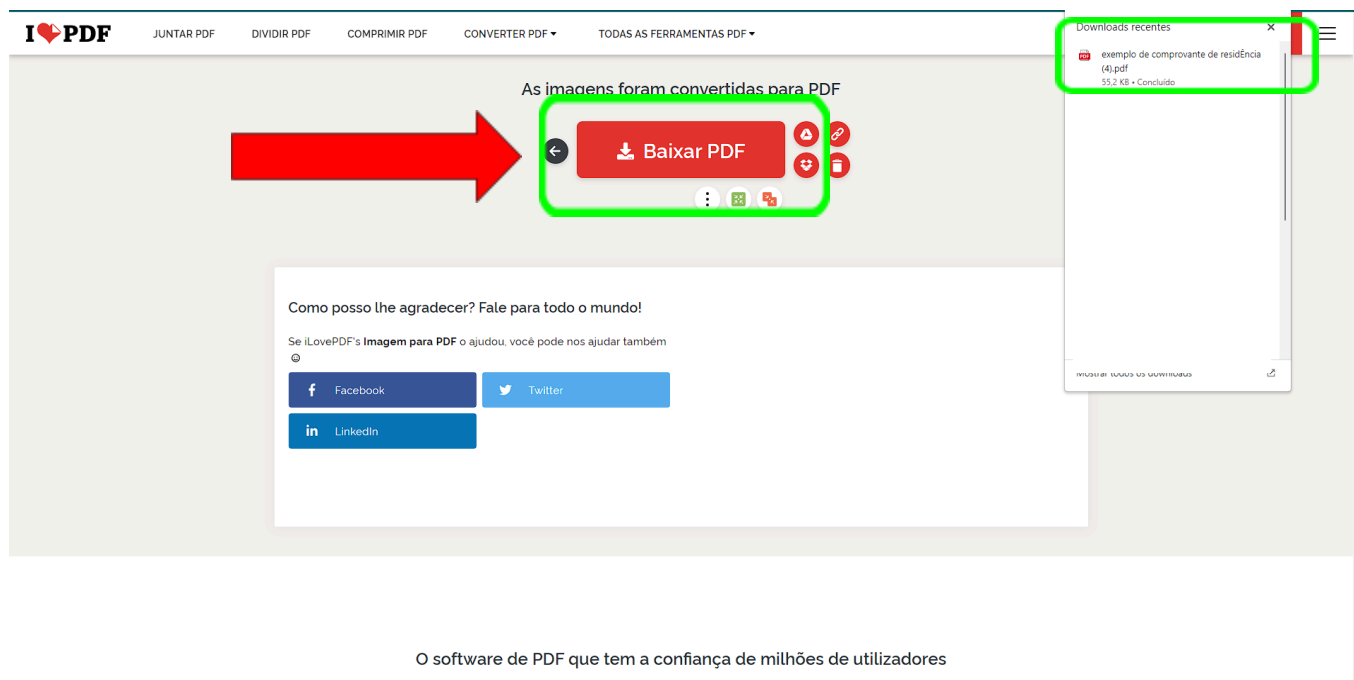 I PDF
JUNTAR PDF
DIVIDIR PDF
COMPRIMIR PDF
CONVERTER PDF
TODAS AS FERRAMENTAS PDF
Downloads recentes
PDF
exemplo de comprovante de residÊncia
(4).pdf
55,2 KB • Concluído
Mostrar todos os downloads
As imagens foram convertidas para PDF
Baixar PDF
Como posso lhe agradecer? Fale para todo o mundo!
Se iLovePDF's Imagem para PDF o ajudou, você pode nos ajudar também
Facebook
Twitter
LinkedIn
O software de PDF que tem a confiança de milhões de utilizadores